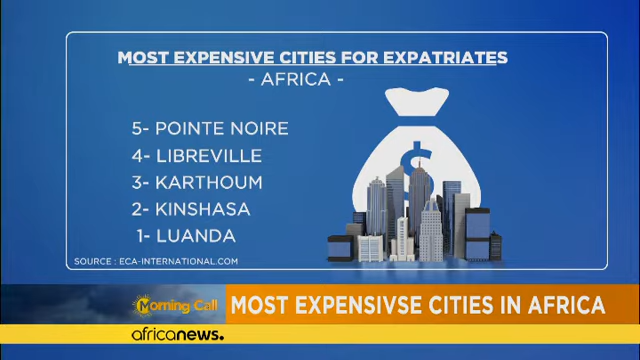 MOST EXPENSIVE CITIES FOR EXPATRIATES
- AFRICA -
5- POINTE NOIRE
4- LIBREVILLE
3- KARTHOUM
2- KINSHASA
1- LUANDA
$
SOURCE : ECA-INTERNATIONAL.COM
Morning Call
MOST EXPENSIVSE CITIES IN AFRICA
africanews.